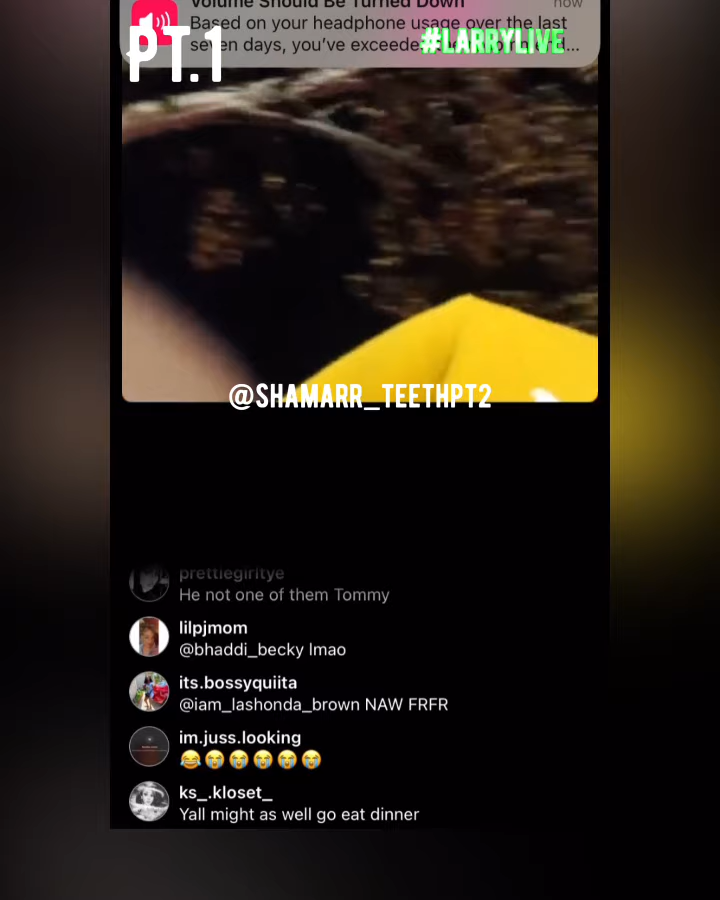 Volume Should Be Turned Down
now
Based on your headphone usage over the last
seven days, you've exceeded
PT.1
#LARRYLIVE
@SHAMARR_TEETHPT2
prettiegirltye
He not one of them Tommy
lilpjmom
@bhaddi_becky lmao
its.bossyquiita
@iam_lashonda_brown NAW FRFR
im.juss.looking
😂😭😭😭😭😭
ks_.kloset_
Yall might as well go eat dinner